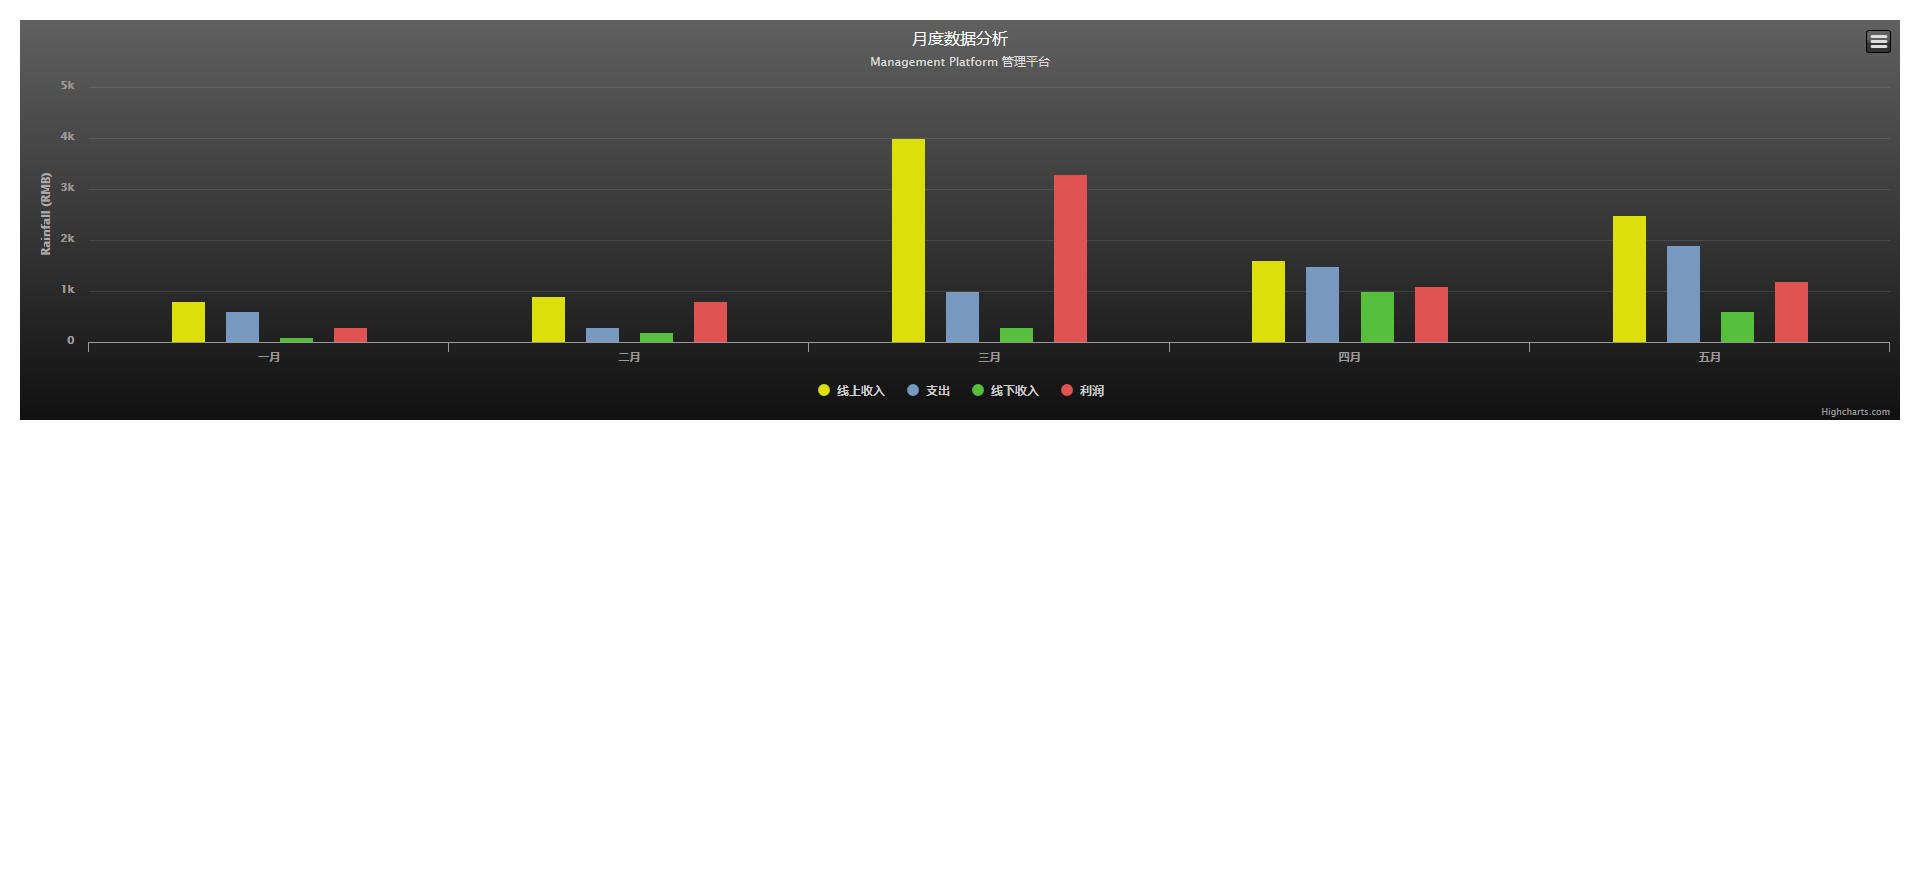 月度数据分析
Management Platform 管理平台
Rainfall (RMB)
5k
4k
3k
2k
1k
0
一月 二月 三月 四月 五月
线上收入 支出 线下收入 利润
Highcharts.com